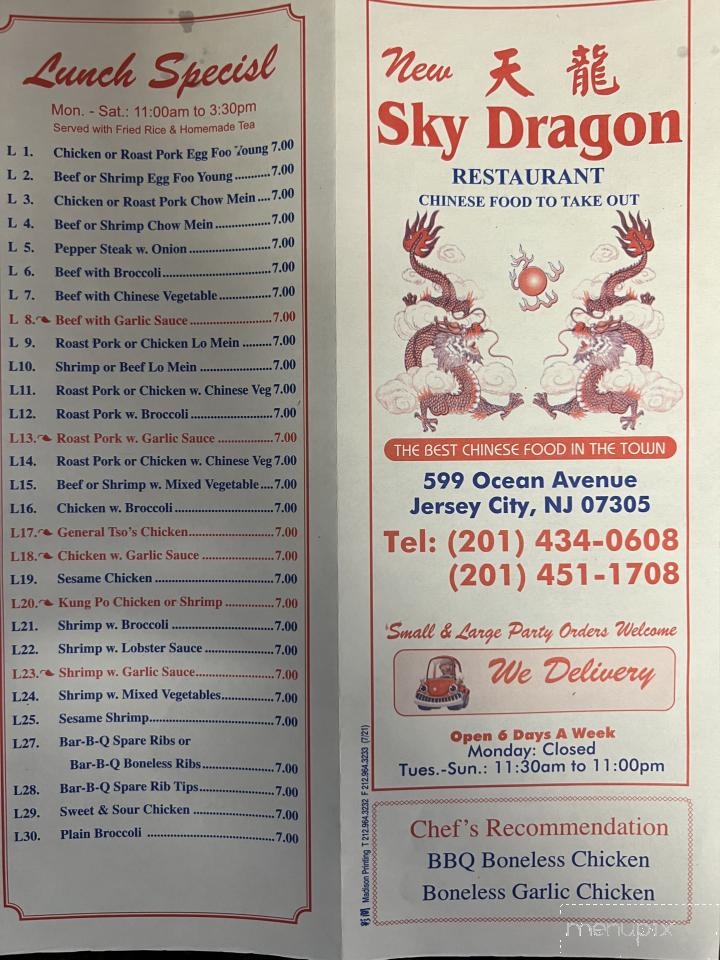 Lunch Specisl
Mon. - Sat.: 11:00am to 3:30pm
Served with Fried Rice & Homemade Tea
L 1. Chicken or Roast Pork Egg Foo Young 7.00
L 2. Beef or Shrimp Egg Foo Young 7.00
L 3. Chicken or Roast Pork Chow Mein 7.00
L 4. Beef or Shrimp Chow Mein 7.00
L 5. Pepper Steak w. Onion 7.00
L 6. Beef with Broccoli 7.00
L 7. Beef with Chinese Vegetable 7.00
L 8. Beef with Garlic Sauce 7.00
L 9. Roast Pork or Chicken Lo Mein 7.00
L10. Shrimp or Beef Lo Mein 7.00
L11. Roast Pork or Chicken w. Chinese Veg 7.00
L12. Roast Pork w. Broccoli 7.00
L13. Roast Pork w. Garlic Sauce 7.00
L14. Roast Pork or Chicken w. Chinese Veg 7.00
L15. Beef or Shrimp w. Mixed Vegetable 7.00
L16. Chicken w. Broccoli 7.00
L17. General Tso's Chicken 7.00
L18. Chicken w. Garlic Sauce 7.00
L19. Sesame Chicken 7.00
L20. Kung Po Chicken or Shrimp 7.00
L21. Shrimp w. Broccoli 7.00
L22. Shrimp w. Lobster Sauce 7.00
L23. Shrimp w. Garlic Sauce 7.00
L24. Shrimp w. Mixed Vegetables 7.00
L25. Sesame Shrimp 7.00
L27. Bar-B-Q Spare Ribs or
Bar-B-Q Boneless Ribs 7.00
L28. Bar-B-Q Spare Rib Tips 7.00
L29. Sweet & Sour Chicken 7.00
L30. Plain Broccoli 7.00
New 天龍
Sky Dragon
RESTAURANT
CHINESE FOOD TO TAKE OUT
THE BEST CHINESE FOOD IN THE TOWN
599 Ocean Avenue
Jersey City, NJ 07305
Tel: (201) 434-0608
(201) 451-1708
Small & Large Party Orders Welcome
We Delivery
Open 6 Days A Week
Monday: Closed
Tues.-Sun.: 11:30am to 11:00pm
Chef's Recommendation
BBQ Boneless Chicken
Boneless Garlic Chicken
Madison Printing T 212.964.3232 F 212.964.3233 (7/21)
menupix